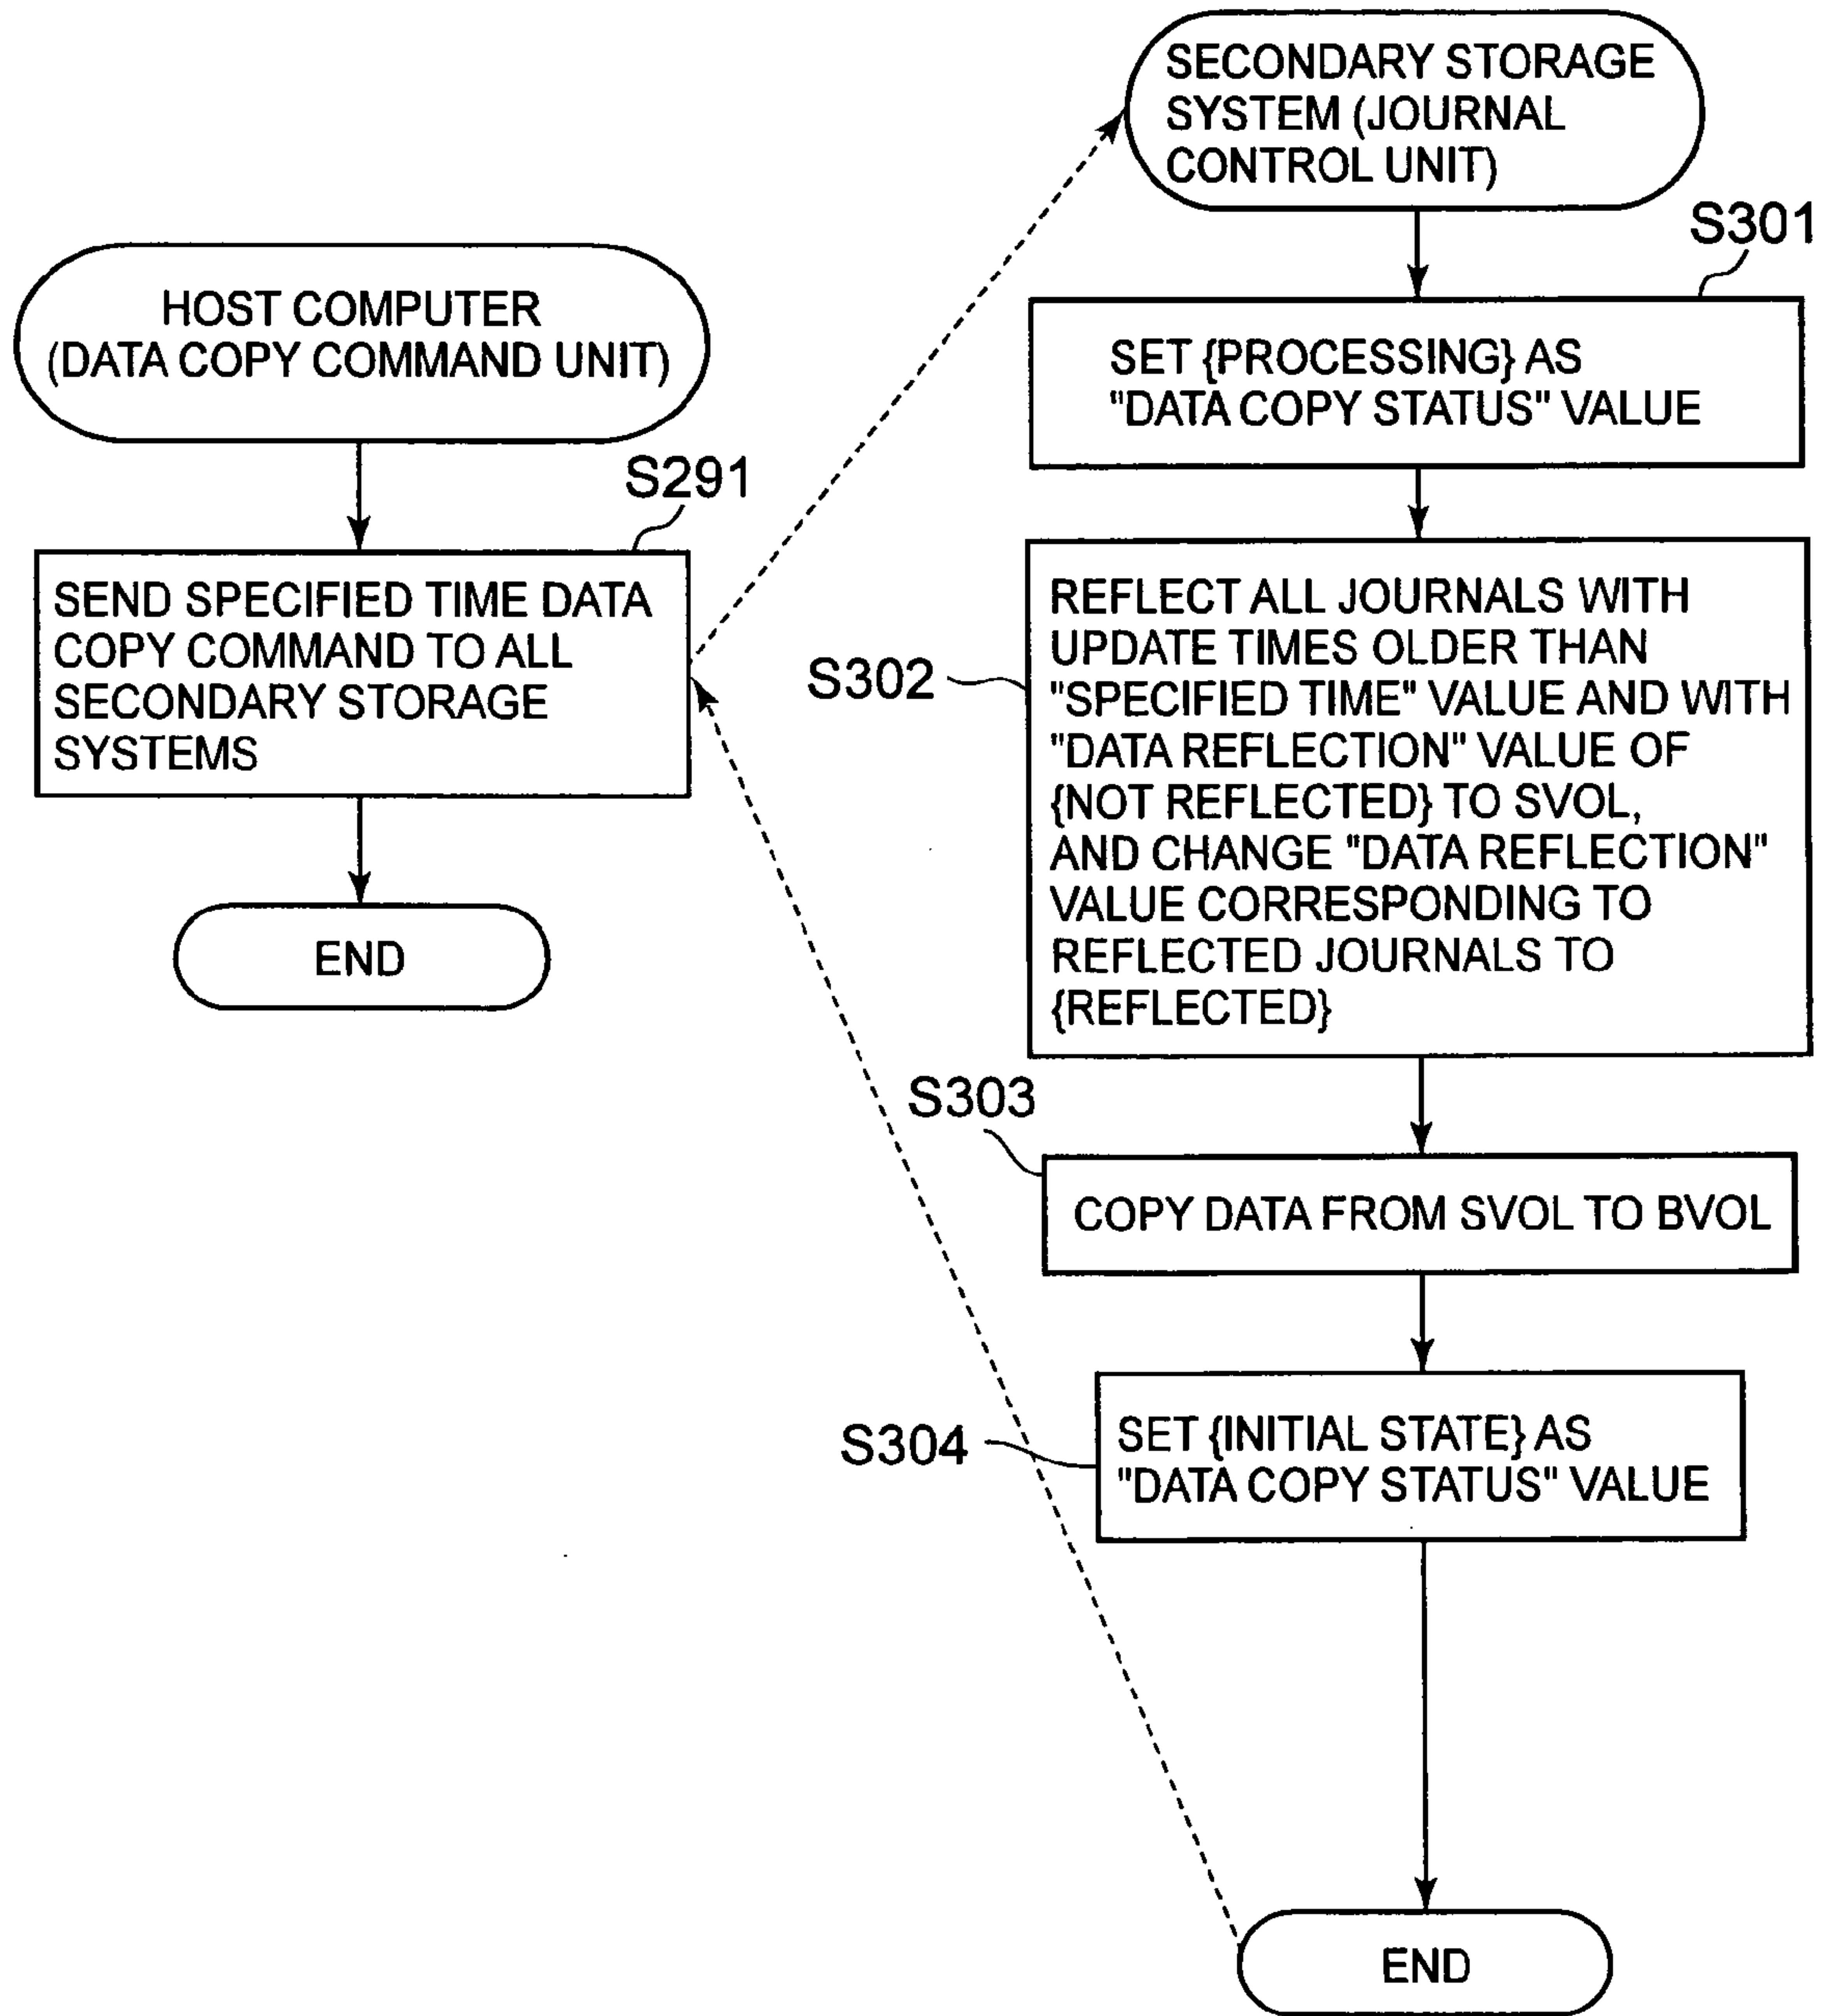 HOST COMPUTER
(DATA COPY COMMAND UNIT)
S291
SEND SPECIFIED TIME DATA
COPY COMMAND TO ALL
SECONDARY STORAGE
SYSTEMS
END
SECONDARY STORAGE
SYSTEM (JOURNAL
CONTROL UNIT)
S301
SET {PROCESSING} AS
"DATA COPY STATUS" VALUE
S302
REFLECT ALL JOURNALS WITH
UPDATE TIMES OLDER THAN
"SPECIFIED TIME" VALUE AND WITH
"DATA REFLECTION" VALUE OF
{NOT REFLECTED} TO SVOL,
AND CHANGE "DATA REFLECTION"
VALUE CORRESPONDING TO
REFLECTED JOURNALS TO
{REFLECTED}
S303
COPY DATA FROM SVOL TO BVOL
S304
SET {INITIAL STATE} AS
"DATA COPY STATUS" VALUE
END